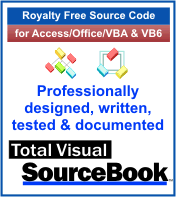 Royalty Free Source Code
for Access/Office/VBA & VB6
Professionally
designed, written,
tested & documented
Total Visual
SourceBook